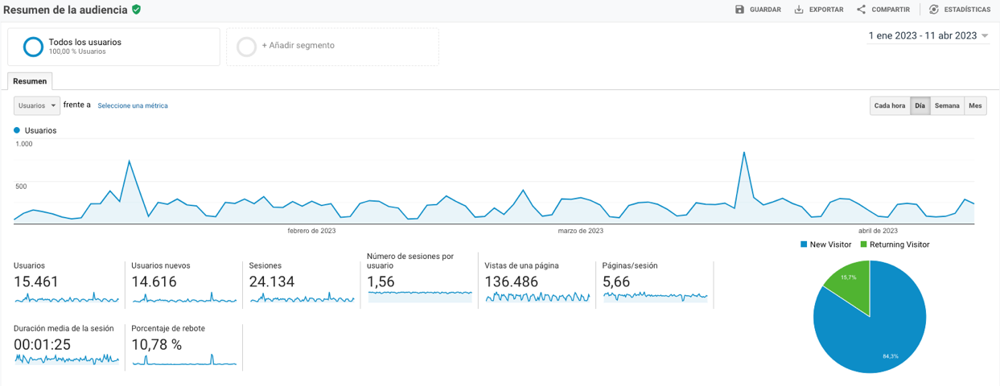 Resumen de la audiencia
GUARDAR
EXPORTAR
COMPARTIR
ESTADÍSTICAS
Todos los usuarios
100,00 % Usuarios
+ Añadir segmento
1 ene 2023 - 11 abr 2023
Resumen
Usuarios
frente a
Seleccione una métrica
Cada hora
Día
Semana
Mes
Usuarios
1.000
500
febrero de 2023
marzo de 2023
abril de 2023
New Visitor
Returning Visitor
Usuarios
15.461
Usuarios nuevos
14.616
Sesiones
24.134
Número de sesiones por
usuario
1,56
Vistas de una página
136.486
Páginas/sesión
5,66
15,7%
84,3%
Duración media de la sesión
00:01:25
Porcentaje de rebote
10,78 %